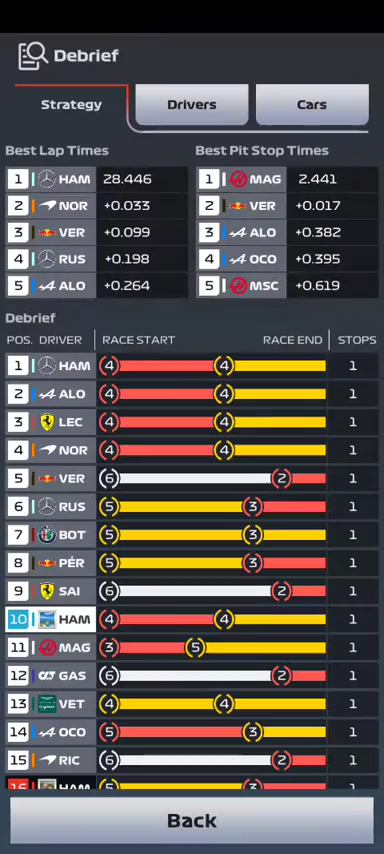 Debrief
Strategy Drivers Cars
Best Lap Times Best Pit Stop Times
1 HAM 28.446 1 MAG 2.441
2 NOR +0.033 2 VER +0.017
3 VER +0.099 3 ALO +0.382
4 RUS +0.198 4 OCO +0.395
5 ALO +0.264 5 MSC +0.619
Debrief
POS. DRIVER RACE START RACE END STOPS
1 HAM 4 4 1
2 ALO 4 4 1
3 LEC 4 4 1
4 NOR 4 4 1
5 VER 6 2 1
6 RUS 5 3 1
7 BOT 5 3 1
8 PÉR 5 3 1
9 SAI 6 2 1
10 HAM 4 4 1
11 MAG 3 5 1
12 GAS 6 2 1
13 VET 4 4 1
14 OCO 5 3 1
15 RIC 6 2 1
16 HAM 5 3 1
Back